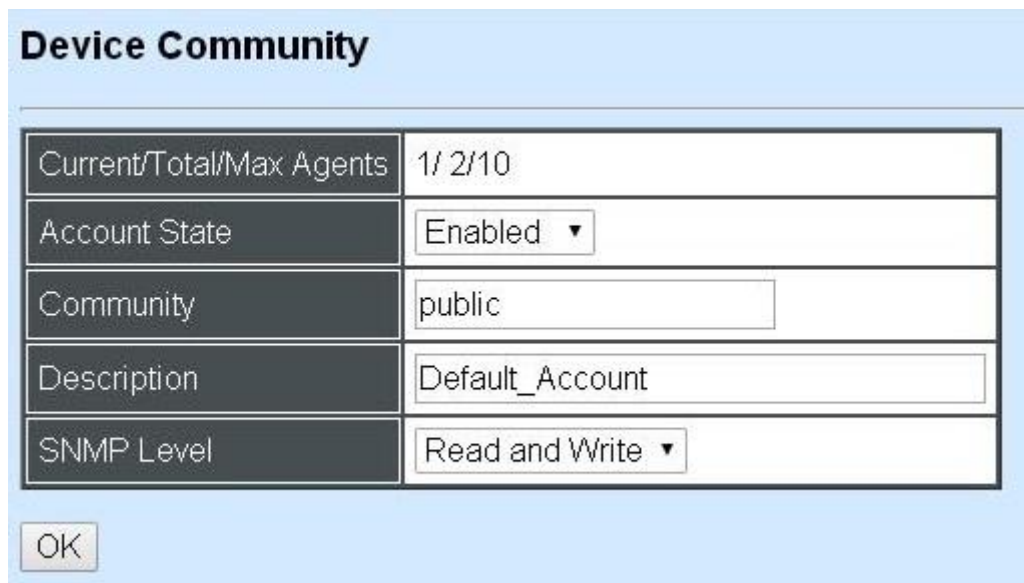 Device Community
Current/Total/Max Agents 1/ 2/10
Account State Enabled
Community public
Description Default_Account
SNMP Level Read and Write
OK